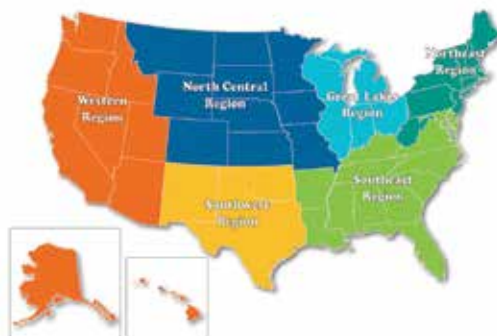 Northeast
Region
North Central
Region
Great Lakes
Region
Western
Region
Southeast
Region
Southwest
Region